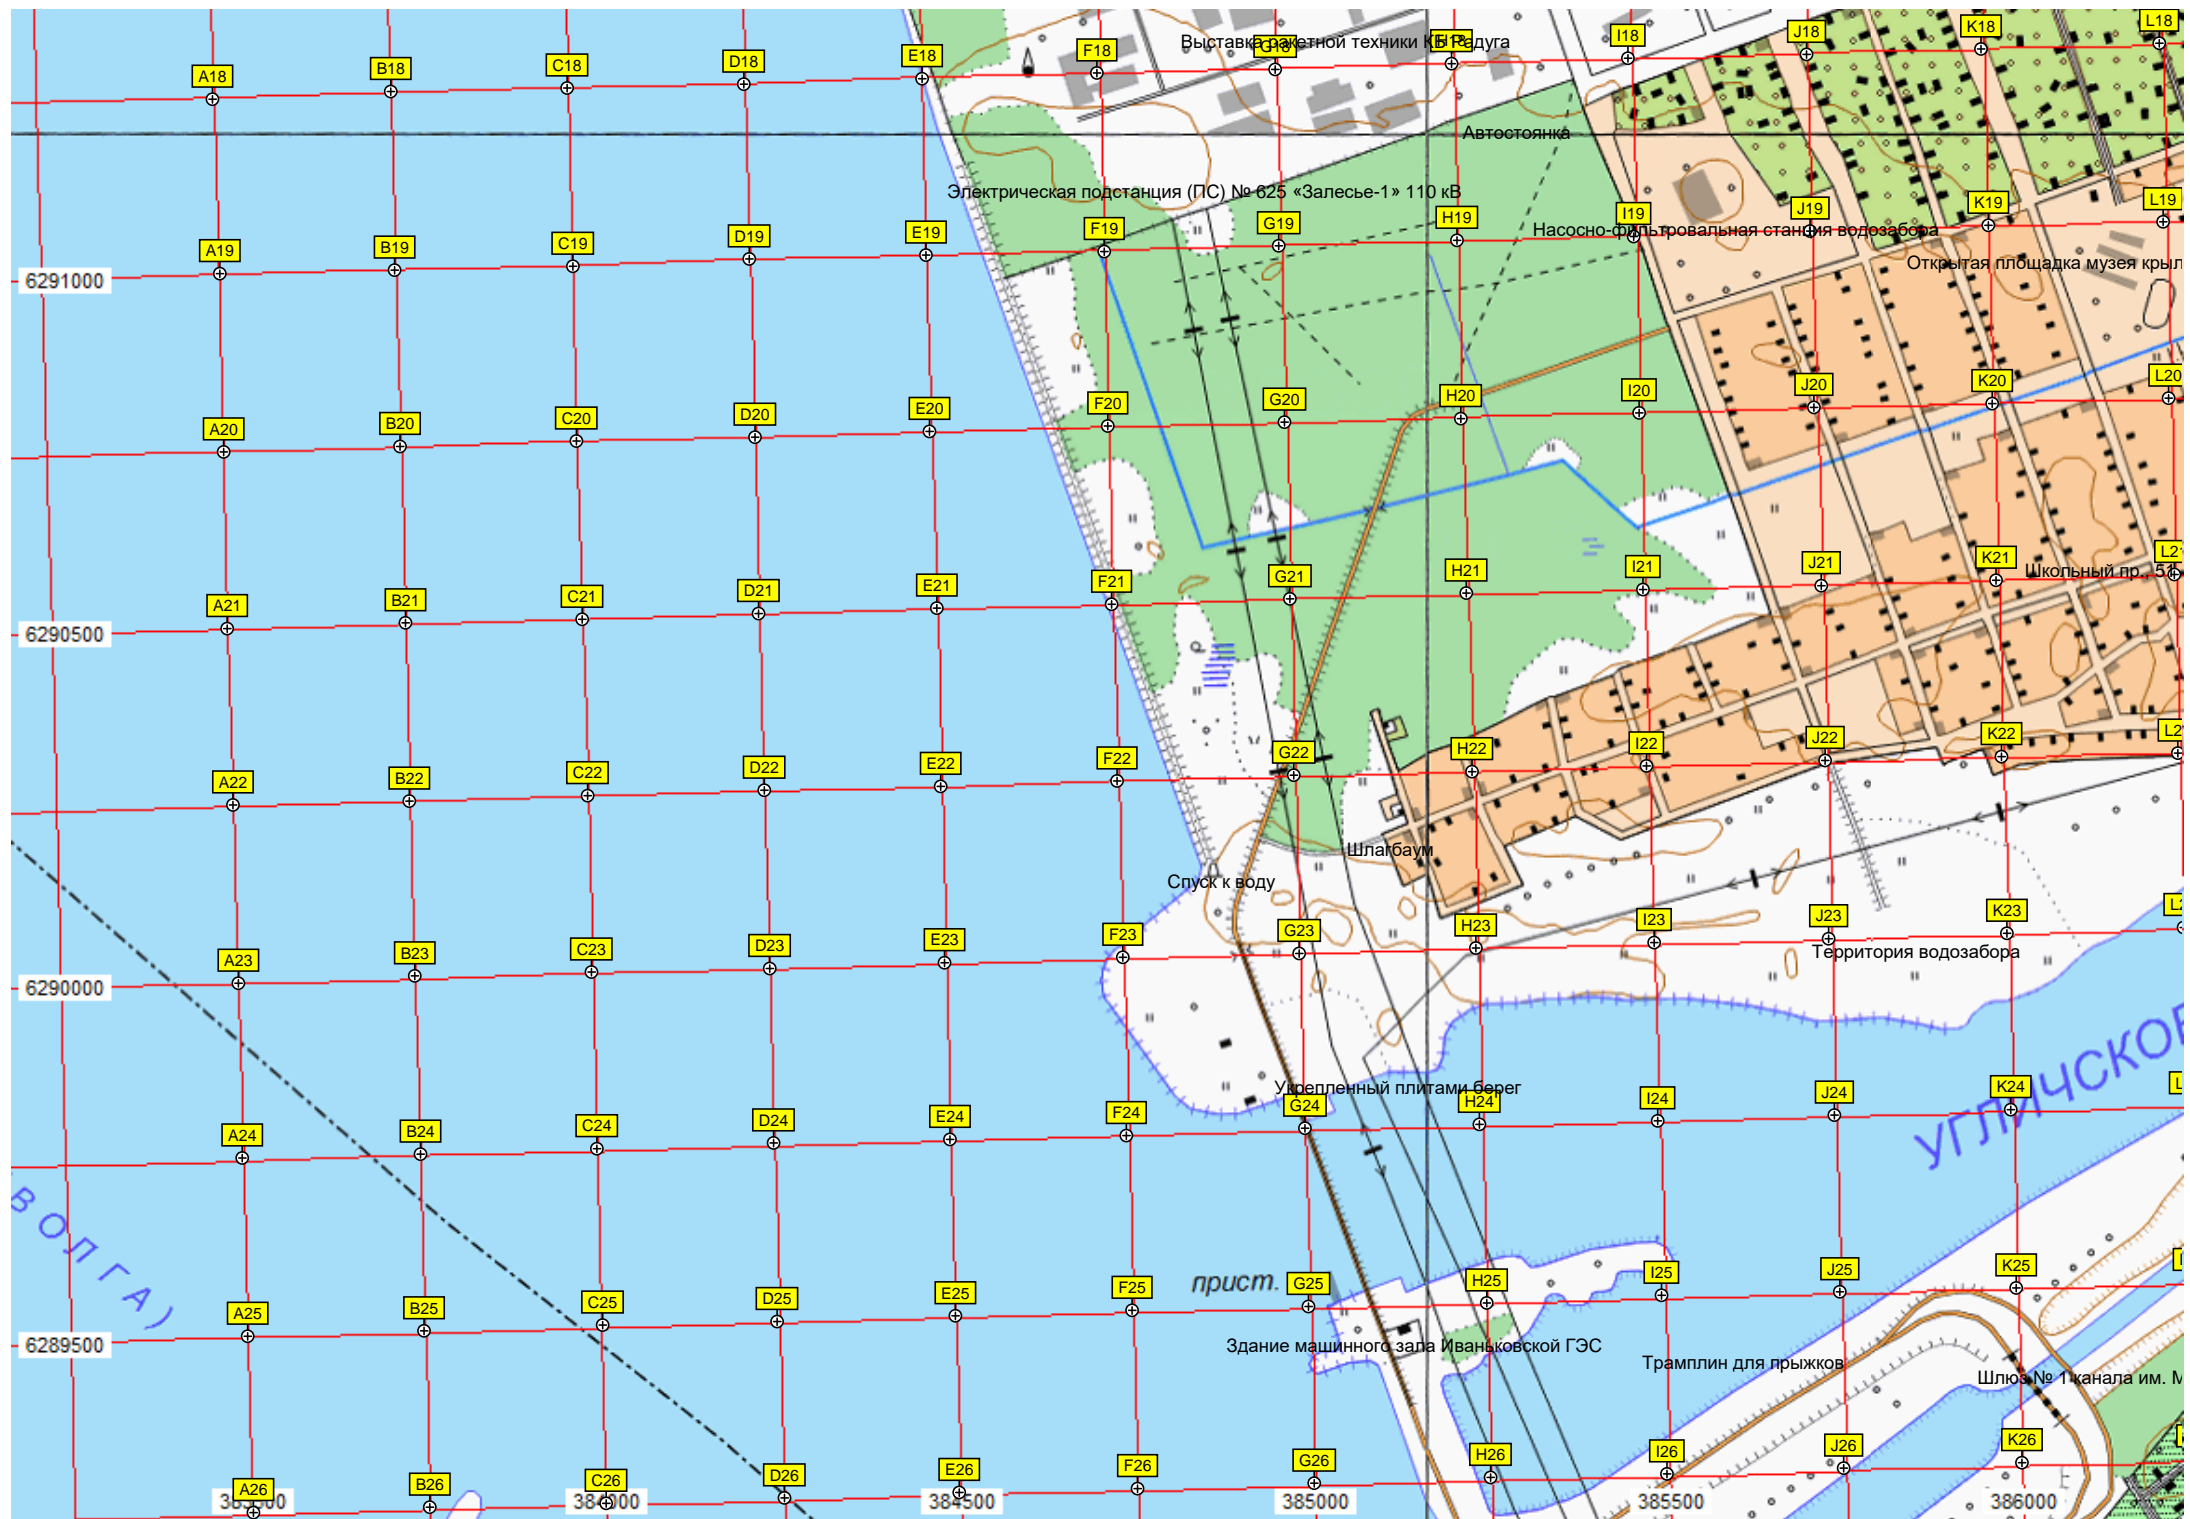 A18 B18 C18 D18 E18 F18 G18 H18 I18 J18 K18 L18
Выставка ракетной техники КБ Радуга
Автостоянка
Электрическая подстанция (ПС) № 625 «Залесье-1» 110 кВ
A19 B19 C19 D19 E19 F19 G19 H19 I19 J19 K19 L19
Насосно-фильтровальная станция водозабора
Открытая площадка музея крыл
6291000
A20 B20 C20 D20 E20 F20 G20 H20 I20 J20 K20 L20
A21 B21 C21 D21 E21 F21 G21 H21 I21 J21 K21 L21
Школьный пр., 51
6290500
A22 B22 C22 D22 E22 F22 G22 H22 I22 J22 K22 L2
Шлагбаум
Спуск к воду
A23 B23 C23 D23 E23 F23 G23 H23 I23 J23 K23 L2
Территория водозабора
6290000
УГЛИЧСКОЕ
Укрепленный плитами берег
A24 B24 C24 D24 E24 F24 G24 H24 I24 J24 K24 L
ВОЛГА)
прист.
A25 B25 C25 D25 E25 F25 G25 H25 I25 J25 K25
6289500
Здание машинного зала Иваньковской ГЭС
Трамплин для прыжков
Шлюз № 1 канала им. М
A26 B26 C26 D26 E26 F26 G26 H26 I26 J26 K26
383500 384000 384500 385000 385500 386000